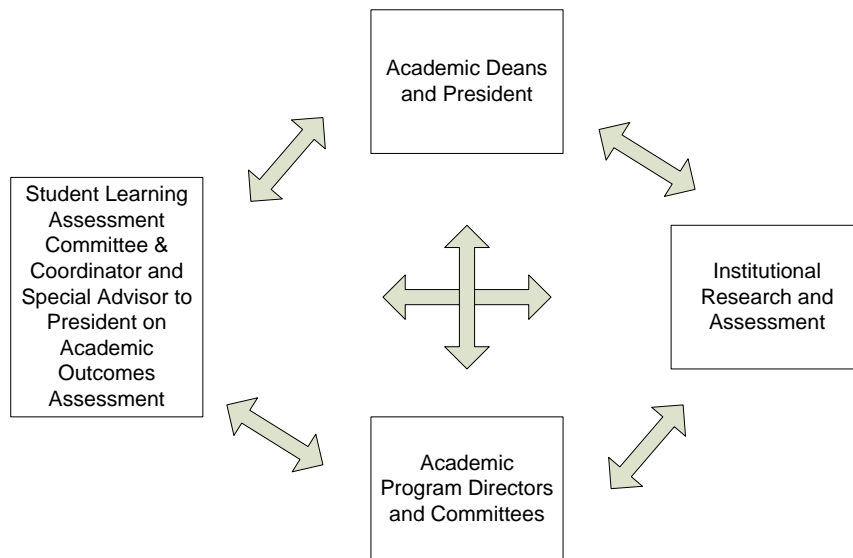 Academic Deans
and President
Student Learning
Assessment
Committee &
Coordinator and
Special Advisor to
President on
Academic
Outcomes
Assessment
Institutional
Research and
Assessment
Academic
Program Directors
and Committees